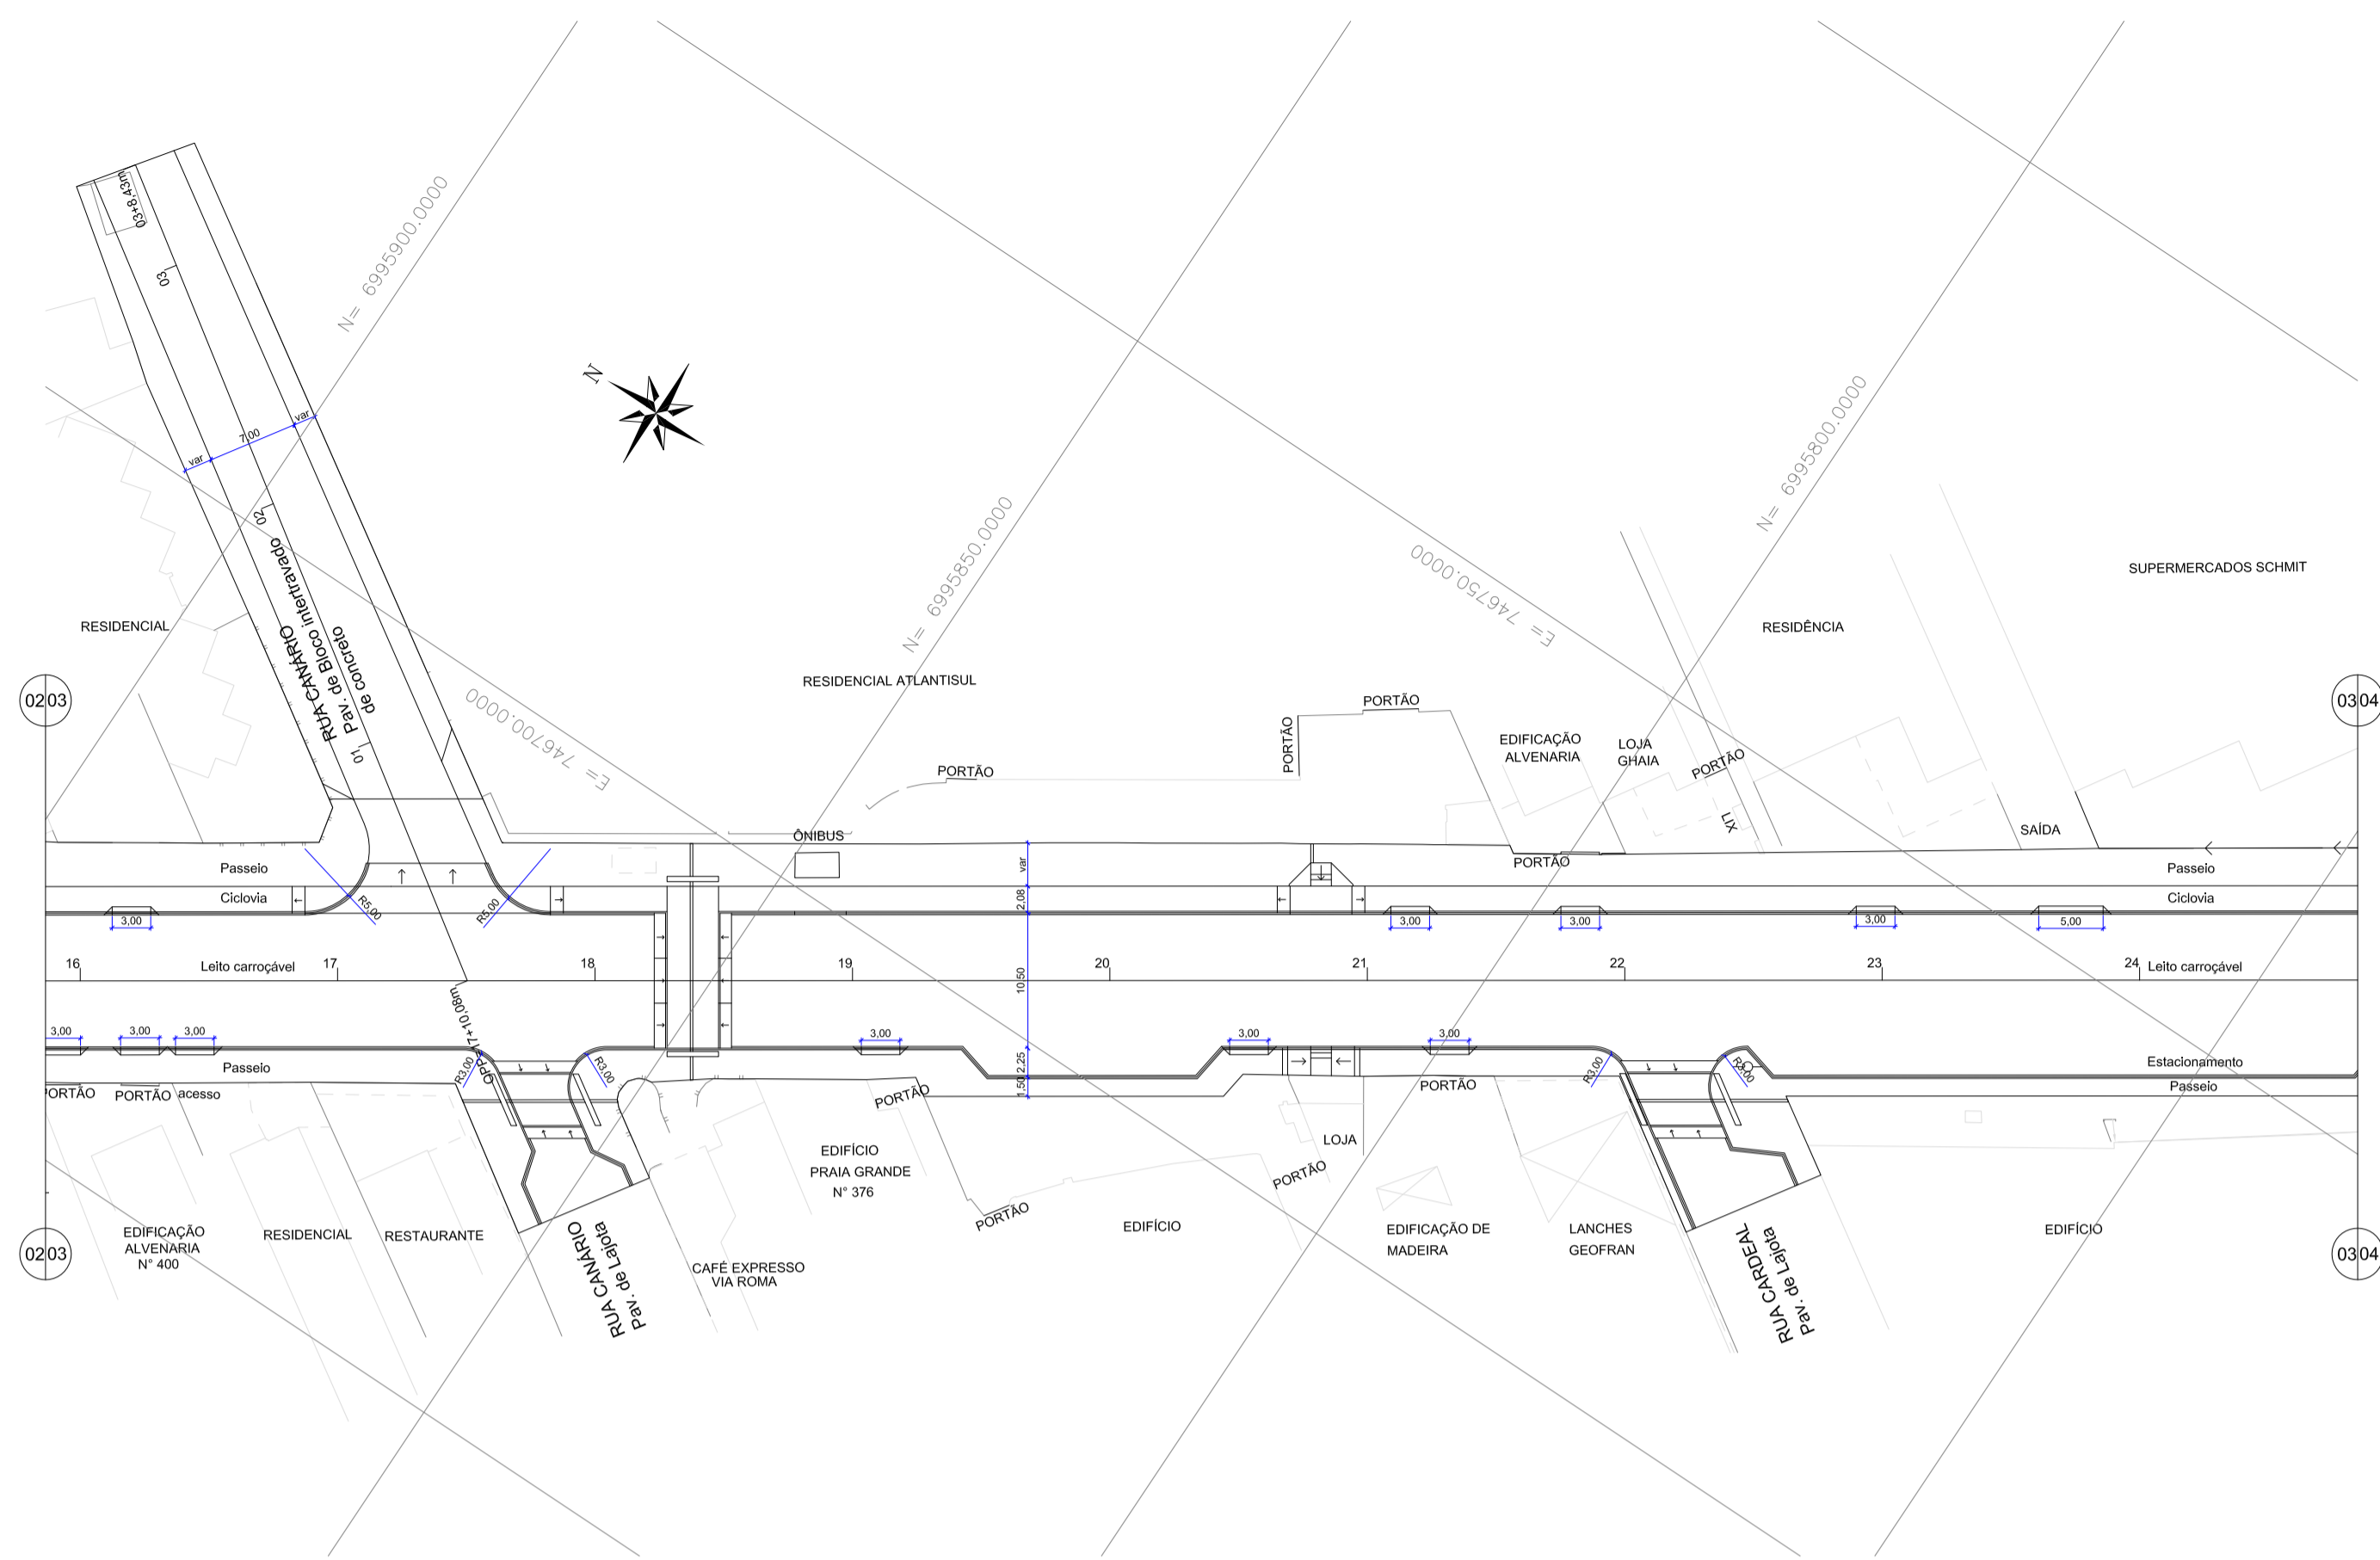 03+8,43m
N= 6995900.0000
03
N
N= 6995800.0000
var
7,00
var
02
N= 6995850.0000
E= 746750.0000
SUPERMERCADOS SCHMIT
RESIDENCIAL
RESIDÊNCIA
RUA CANÁRIO
Pav. de Bloco intertravado
de concreto
01
RESIDENCIAL ATLANTISUL
E= 746700.0000
02 03
03 04
PORTÃO
PORTÃO
PORTÃO
EDIFICAÇÃO
ALVENARIA
LOJA
GHAIA
PORTÃO
XIL
SAÍDA
ÔNIBUS
PORTÃO
Passeio
var
Passeio
Ciclovia
R5,00
R5,00
2,08
Ciclovia
3,00
3,00
3,00
3,00
5,00
16
17
18
19
20
21
22
23
24
Leito carroçável
10,50
Leito carroçável
OPP=17+10,08m
3,00
3,00
3,00
3,00
3,00
3,00
Passeio
R3,00
R3,00
2,25
1,50
R3,00
R3,00
Estacionamento
Passeio
PORTÃO
PORTÃO
acesso
PORTÃO
PORTÃO
EDIFÍCIO
PRAIA GRANDE
N° 376
LOJA
PORTÃO
PORTÃO
02 03
03 04
EDIFICAÇÃO
ALVENARIA
N° 400
RESIDENCIAL
RESTAURANTE
RUA CANÁRIO
Pav. de Lajota
CAFÉ EXPRESSO
VIA ROMA
EDIFÍCIO
EDIFICAÇÃO DE
MADEIRA
LANCHES
GEOFRAN
RUA CARDEAL
Pav. de Lajota
EDIFÍCIO